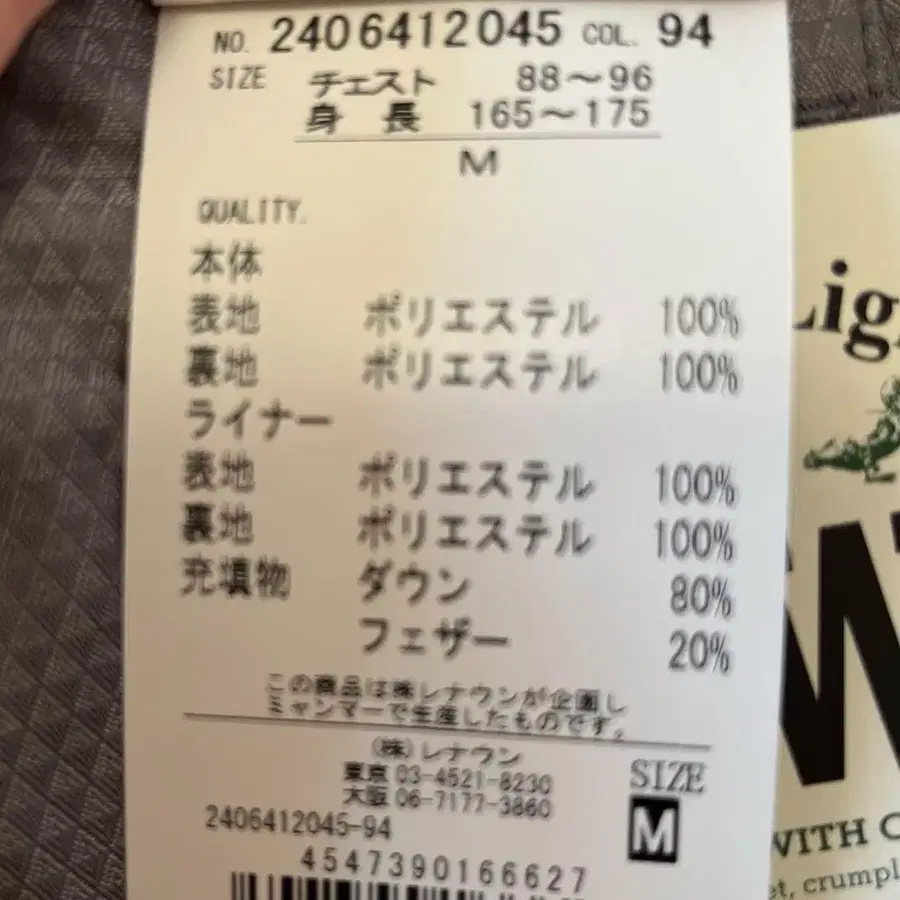 NO. 2406412045 COL. 94
SIZE チェスト 88～96
身 長 165～175
M
QUALITY.
本体
表地 ポリエステル 100%
裏地 ポリエステル 100%
ライナー
表地 ポリエステル 100%
裏地 ポリエステル 100%
充填物 ダウン 80%
フェザー 20%
この商品は株レナウンが企画し
ミャンマーで生産したものです。
(株)レナウン
東京 03-4521-8230
大阪 06-7177-3860
2406412045-94
SIZE
M
4547390166627
Lig
W
WITH C
et, crumpl